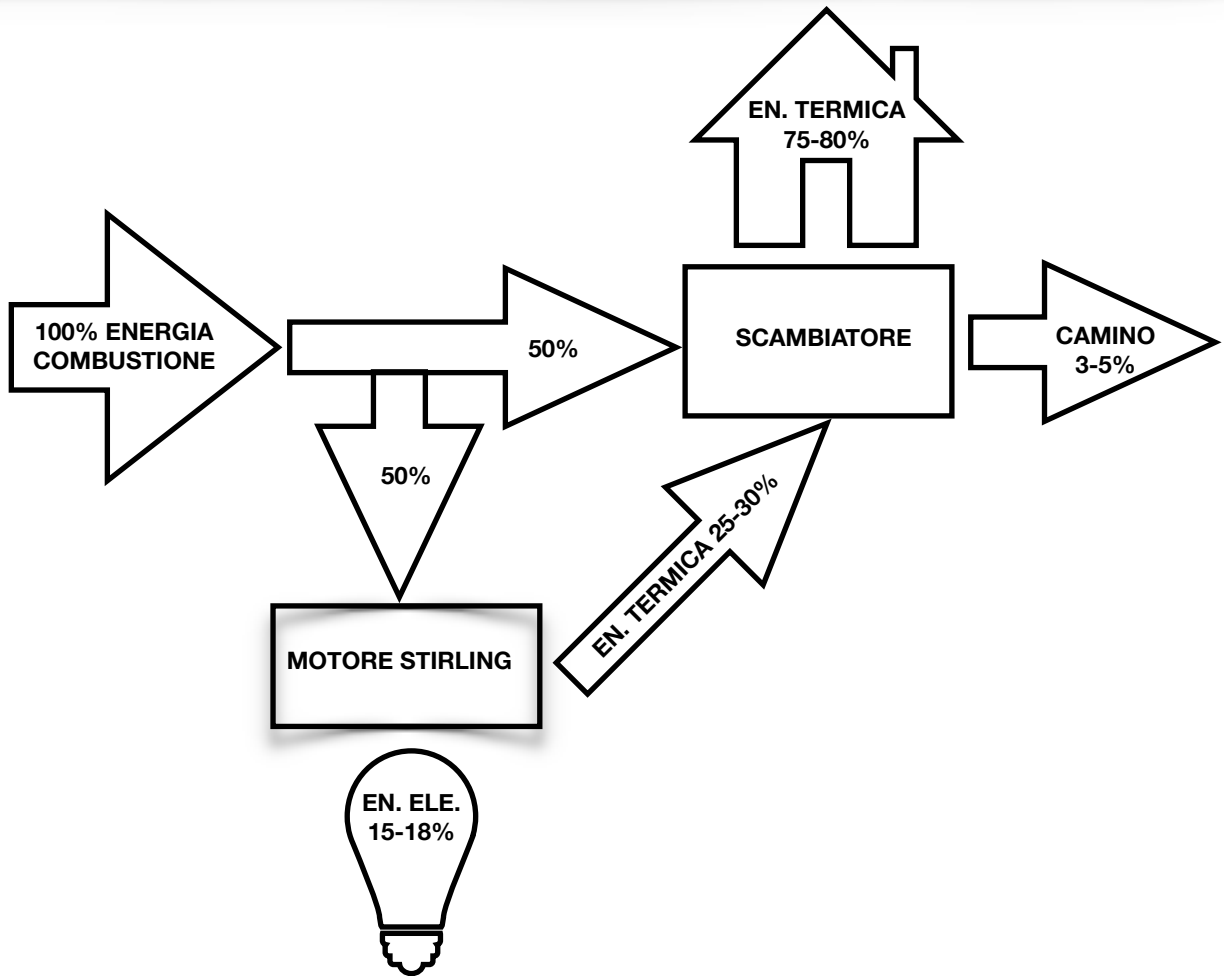 EN. TERMICA
75-80%
100% ENERGIA
COMBUSTIONE
50%
SCAMBIATORE
CAMINO
3-5%
50%
EN. TERMICA 25-30%
MOTORE STIRLING
EN. ELE.
15-18%